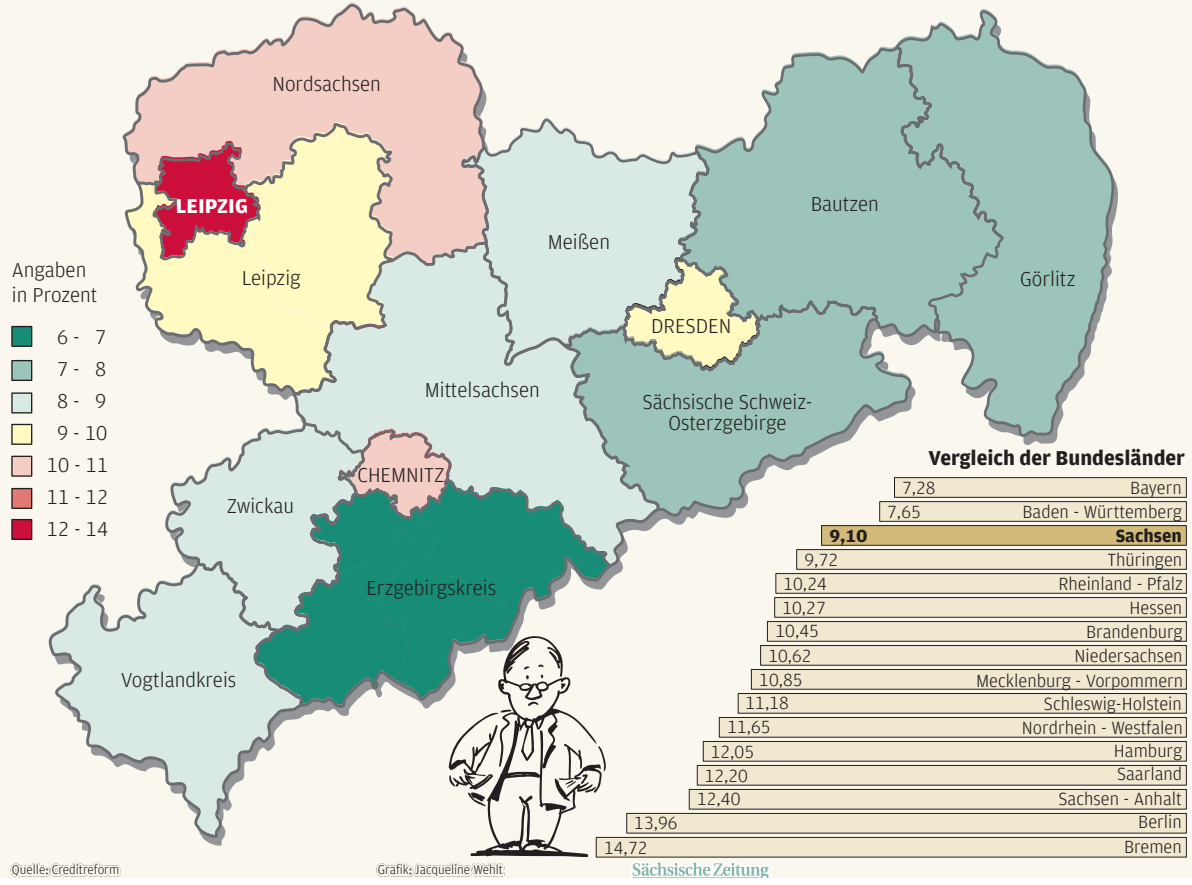 Nordsachsen
LEIPZIG
Leipzig
Meißen
Bautzen
Görlitz
DRESDEN
Mittelsachsen
Sächsische Schweiz-
Osterzgebirge
CHEMNITZ
Zwickau
Erzgebirgskreis
Vogtlandkreis
Angaben
in Prozent
6 - 7
7 - 8
8 - 9
9 - 10
10 - 11
11 - 12
12 - 14
Vergleich der Bundesländer
7,28 Bayern
7,65 Baden - Württemberg
9,10 Sachsen
9,72 Thüringen
10,24 Rheinland - Pfalz
10,27 Hessen
10,45 Brandenburg
10,62 Niedersachsen
10,85 Mecklenburg - Vorpommern
11,18 Schleswig-Holstein
11,65 Nordrhein - Westfalen
12,05 Hamburg
12,20 Saarland
12,40 Sachsen - Anhalt
13,96 Berlin
14,72 Bremen
Quelle: Creditreform
Grafik: Jacqueline Wehlt
Sächsische Zeitung